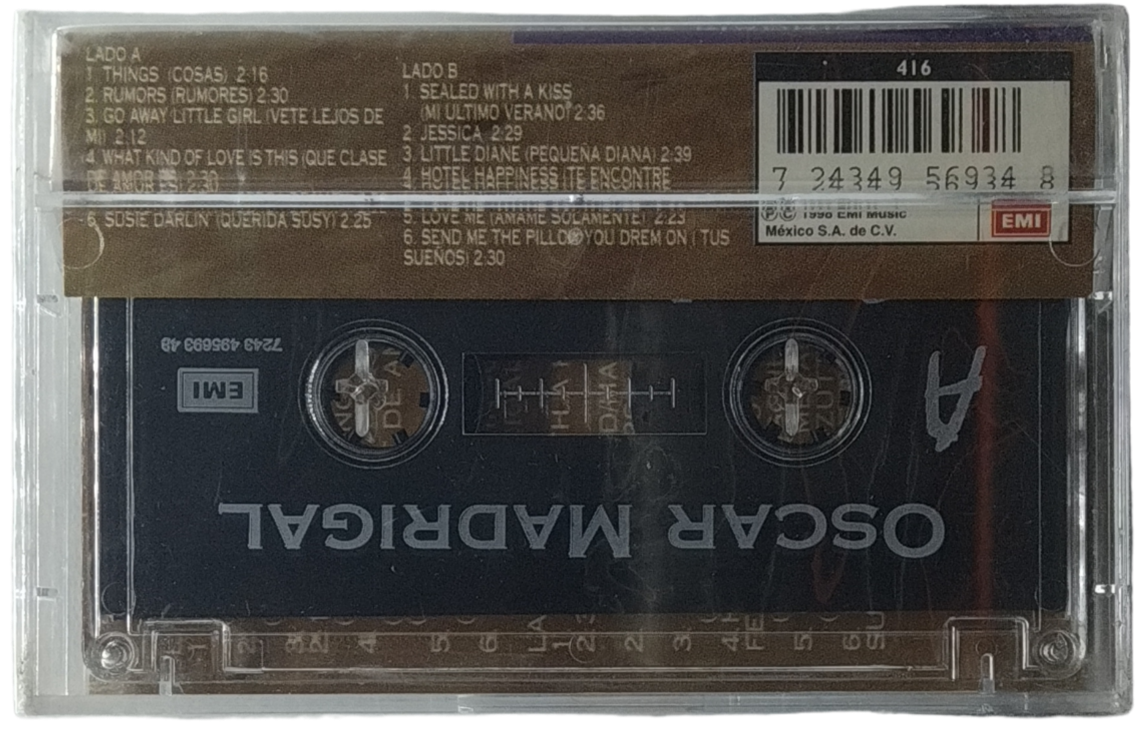 LADO A
1. THINGS (COSAS) 2:16
2. RUMORS (RUMORES) 2.30
3. GO AWAY LITTLE GIRL (VETE LEJOS DE
MI) 2.12
4. WHAT KIND OF LOVE IS THIS (QUE CLASE
DE AMOR ES) 2.30
6. SUSIE DARLIN (QUERIDA SUSY) 2.25
LADO B
1. SEALED WITH A KISS
(MI ULTIMO VERANO) 2:36
2 JESSICA 2:29
3. LITTLE DIANE (PEQUEÑA DIANA) 2:39
4. HOTEL HAPPINESS (TE ENCONTRE
5. LOVE ME (AMAME SOLAMENTE) 2:23
6. SEND ME THE PILLOW YOU DREM ON ( TUS
SUEÑOS) 2.30
416
7 24349 56934 8
℗© 1998 EMI Music
México S.A. de C.V.
EMI
7243 495693 48
EMI
A
OSCAR MADRIGAL